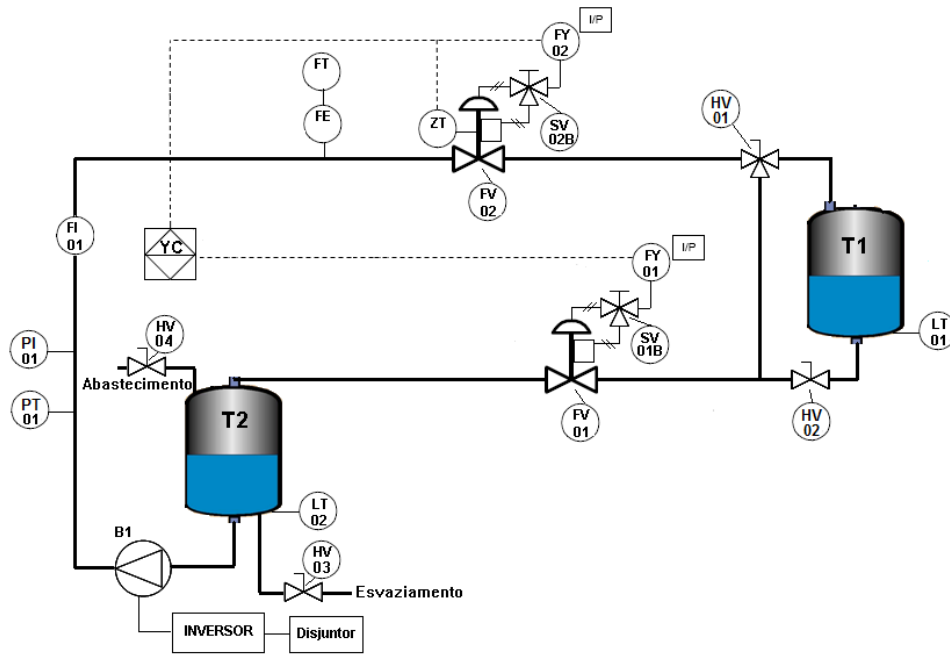 I/P
FY
02
FT
FE
ZT
SV
02B
HV
01
FV
02
FI
01
YC
T1
FY
01
I/P
HV
04
PI
01
SV
01B
LT
01
Abastecimento
PT
01
T2
FV
01
HV
02
LT
02
B1
HV
03
Esvaziamento
INVERSOR
Disjuntor